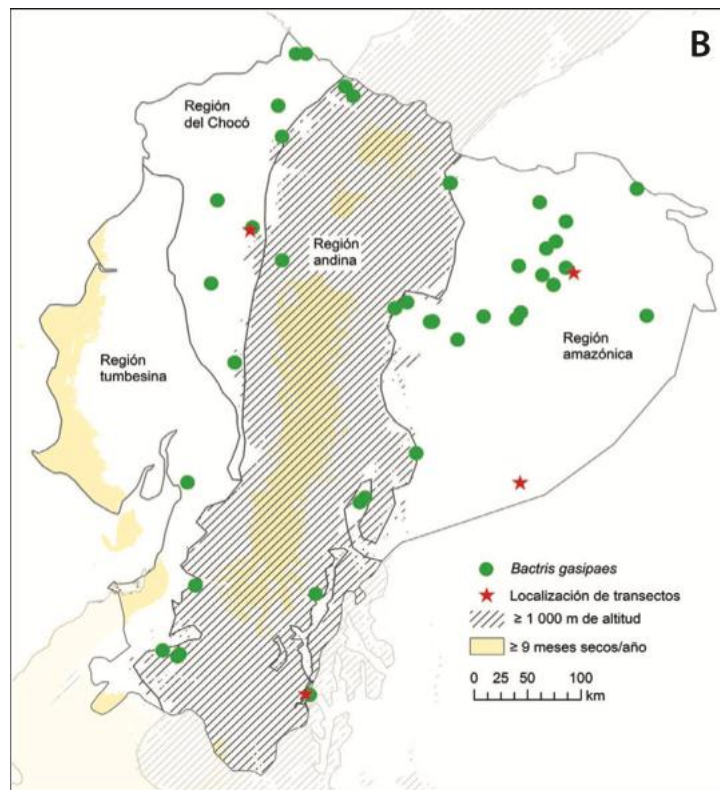 B
Región
del Chocó
Región
andina
Región
tumbesina
Región
amazónica
Bactris gasipaes
Localización de transectos
≥ 1 000 m de altitud
≥ 9 meses secos/año
0 25 50 100
km